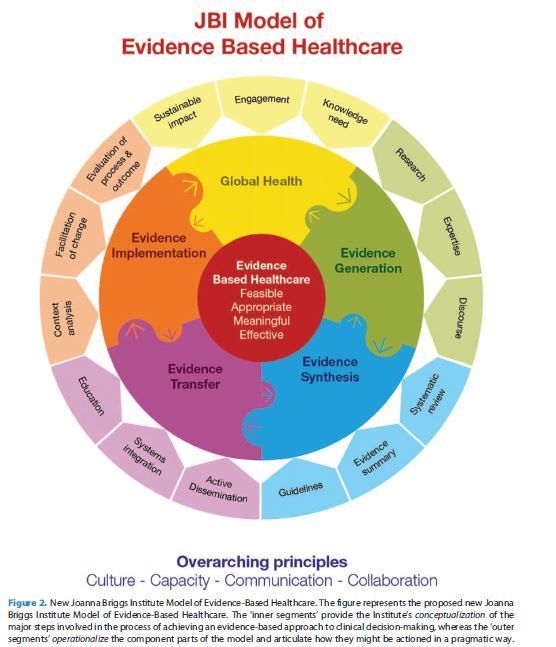 JBI Model of
Evidence Based Healthcare
Engagement
Knowledge
need
Research
Expertise
Discourse
Systematic
review
Evidence
summary
Guidelines
Active
Dissemination
Systems
integration
Education
Context
analysis
Facilitation
of change
Evaluation of
process &
outcome
Sustainable
impact
Global Health
Evidence
Generation
Evidence
Synthesis
Evidence
Transfer
Evidence
Implementation
Evidence
Based Healthcare
Feasible
Appropriate
Meaningful
Effective
Overarching principles
Culture - Capacity - Communication - Collaboration
Figure 2. New Joanna Briggs Institute Model of Evidence-Based Healthcare. The figure represents the proposed new Joanna
Briggs Institute Model of Evidence-Based Healthcare. The ‘inner segments’ provide the Institute’s conceptualization of the
major steps involved in the process of achieving an evidence-based approach to clinical decision-making, whereas the ‘outer
segments’ operationalize the component parts of the model and articulate how they might be actioned in a pragmatic way.